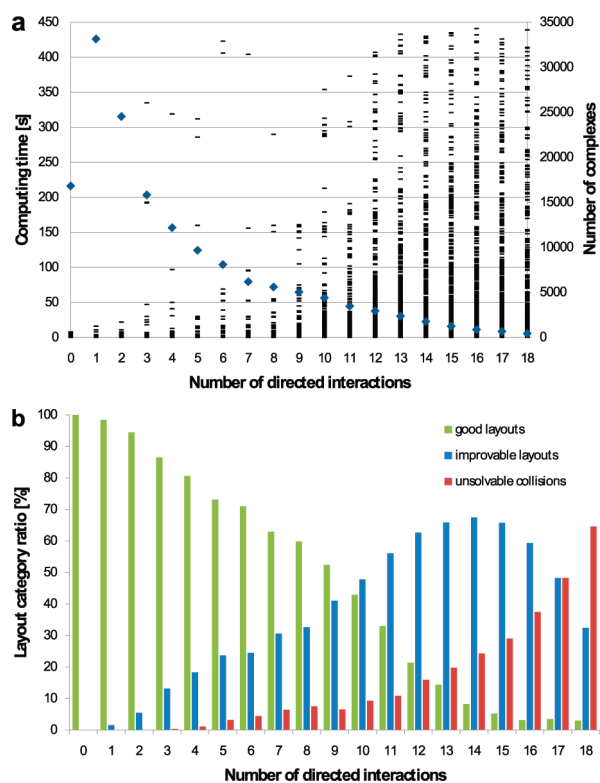 a
Computing time [s]
450
400
350
300
250
200
150
100
50
0
35000
30000
25000
20000
15000
10000
5000
0
Number of complexes
0 1 2 3 4 5 6 7 8 9 10 11 12 13 14 15 16 17 18
Number of directed interactions
b
Layout category ratio [%]
100
90
80
70
60
50
40
30
20
10
0
good layouts
improvable layouts
unsolvable collisions
0 1 2 3 4 5 6 7 8 9 10 11 12 13 14 15 16 17 18
Number of directed interactions